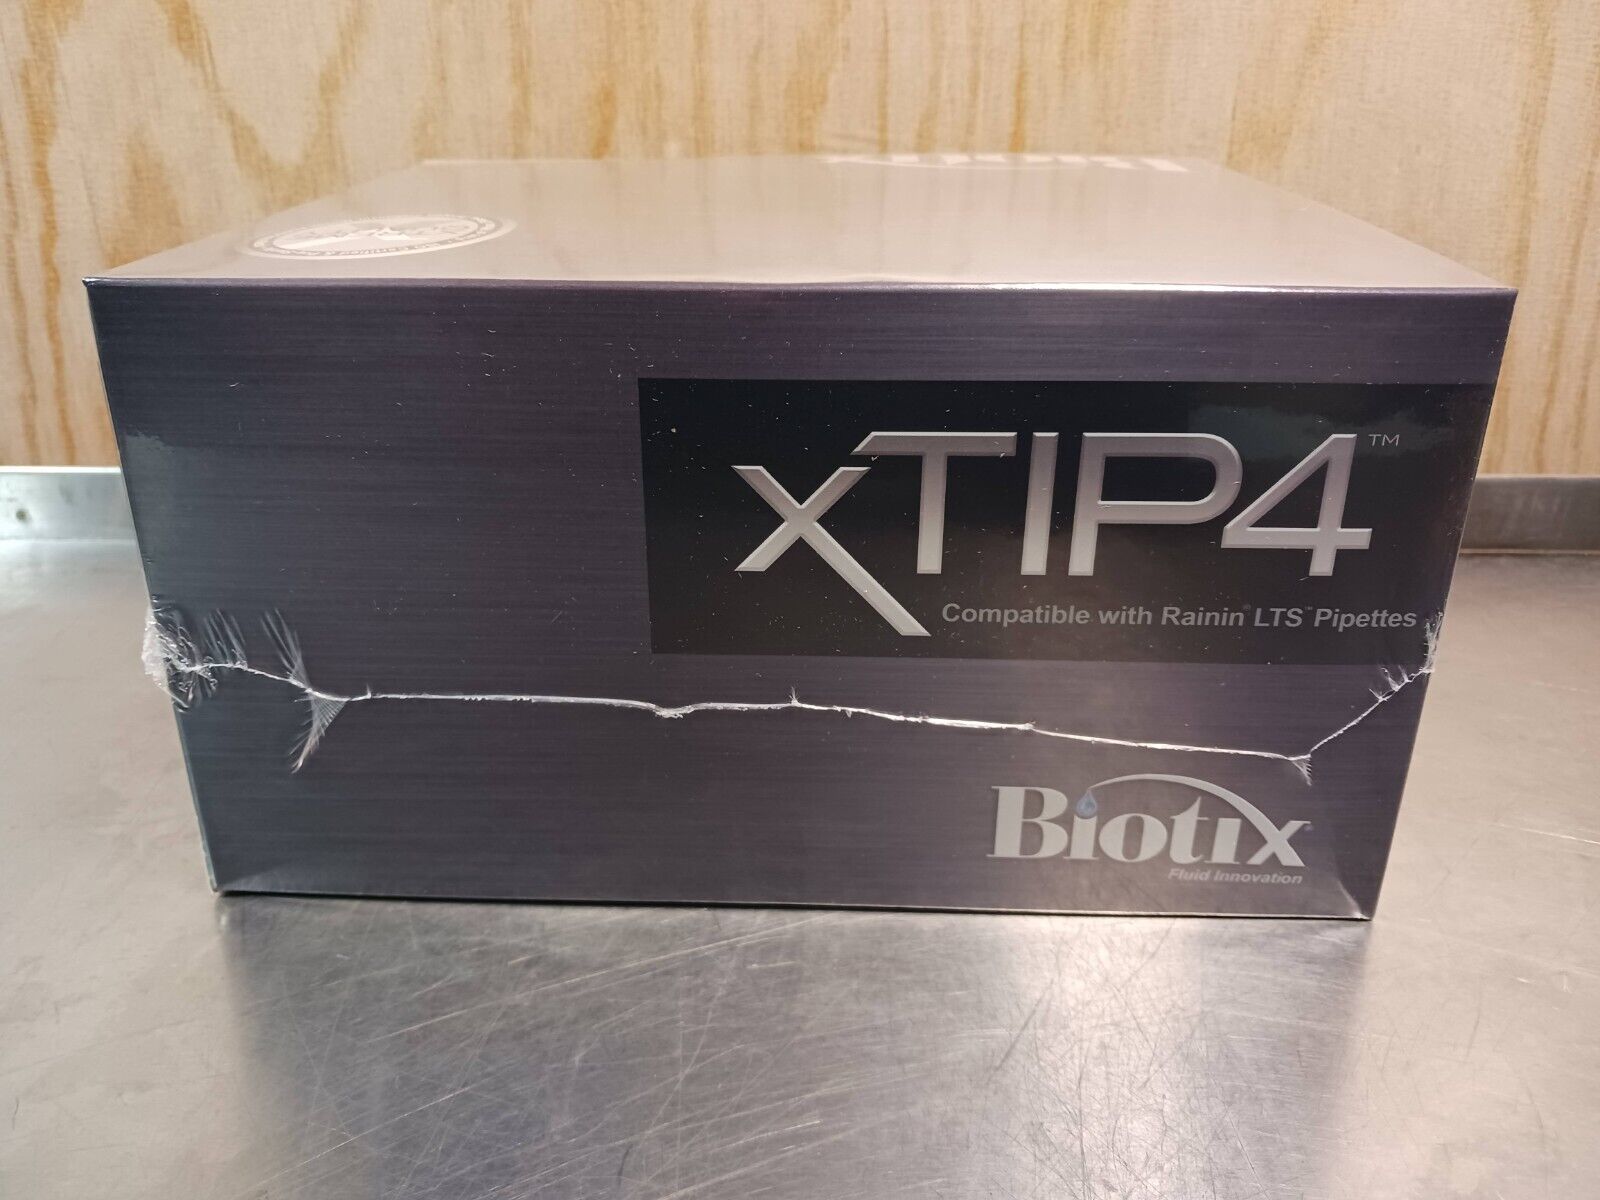 xTIP4™
Compatible with Rainin® LTS™ Pipettes
Biotix®
Fluid Innovation